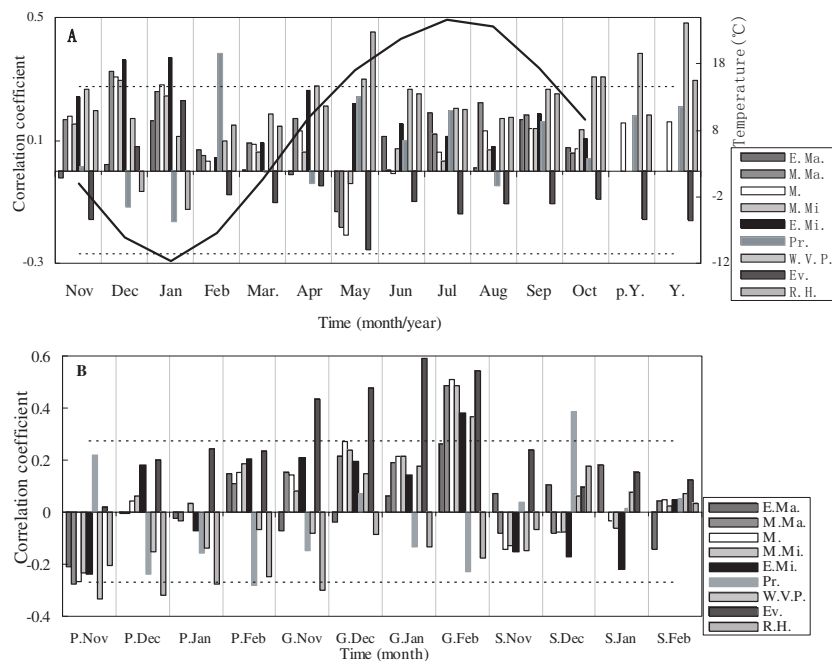 A
0.5
0.1
-0.3
Correlation coefficient
18
8
-2
-12
Temperature(℃)
Nov Dec Jan Feb Mar. Apr May Jun Jul Aug Sep Oct p.Y. Y.
Time (month/year)
E.Ma.
M.Ma.
M.
M.Mi
E.Mi.
Pr.
W.V.P.
Ev.
R.H.
B
0.6
0.4
0.2
0
-0.2
-0.4
Correlation coefficient
P.Nov P.Dec P.Jan P.Feb G.Nov G.Dec G.Jan G.Feb S.Nov S.Dec S.Jan S.Feb
Time (month)
E.Ma.
M.Ma.
M.
M.Mi.
E.Mi.
Pr.
W.V.P.
Ev.
R.H.